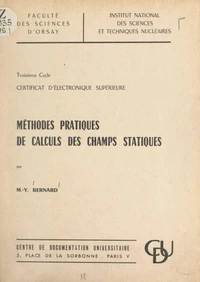 FACULTÉ
DES SCIENCES
D'ORSAY
INSTITUT NATIONAL
DES SCIENCES
ET TECHNIQUES NUCLÉAIRES
Troisième Cycle
CERTIFICAT D'ÉLECTRONIQUE SUPÉRIEURE
MÉTHODES PRATIQUES
DE CALCULS DES CHAMPS STATIQUES
par
M.-Y. BERNARD
CENTRE DE DOCUMENTATION UNIVERSITAIRE
5, PLACE DE LA SORBONNE, PARIS V
CDU